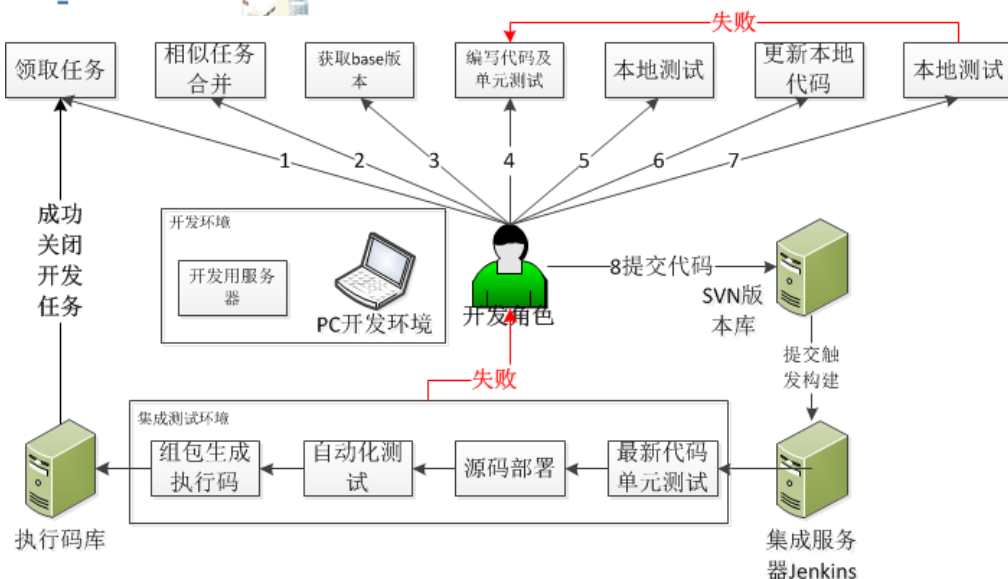 失败
领取任务
相似任务
合并
获取base版
本
编写代码及
单元测试
本地测试
更新本地
代码
本地测试
1
2
3
4
5
6
7
成功
关闭
开发
任务
开发环境
开发用服务
器
PC开发环境
开发角色
8提交代码
SVN版
本库
提交触
发构建
失败
集成测试环境
组包生成
执行码
自动化测
试
源码部署
最新代码
单元测试
执行码库
集成服务
器Jenkins